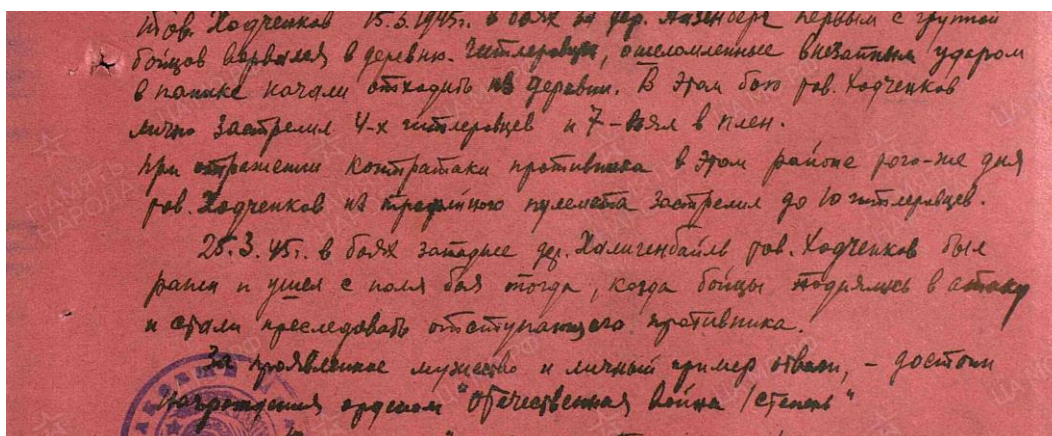 тов. Ходченков 15.3.1945г. в боях за дер. Лизенберг первым с группой
бойцов ворвался в деревню. Гитлеровцы, ошеломленные внезапным ударом
в панике начали отходить из деревни. В этом бою тов. Ходченков
лично застрелил 4-х гитлеровцев и 7-взял в плен.
При отражении контратаки противника в этом районе того-же дня
тов. Ходченков из трофейного пулемета застрелил до 10 гитлеровцев.
25.3.45г. в боях западнее дер. Халигенбайль тов. Ходченков был
ранен и ушел с поля боя тогда, когда бойцы поднялись в атаку
и стали преследовать отступающего противника.
За проявленное мужество и личный пример отваги, - достоин
награждения орденом "Отечественная война I степень"